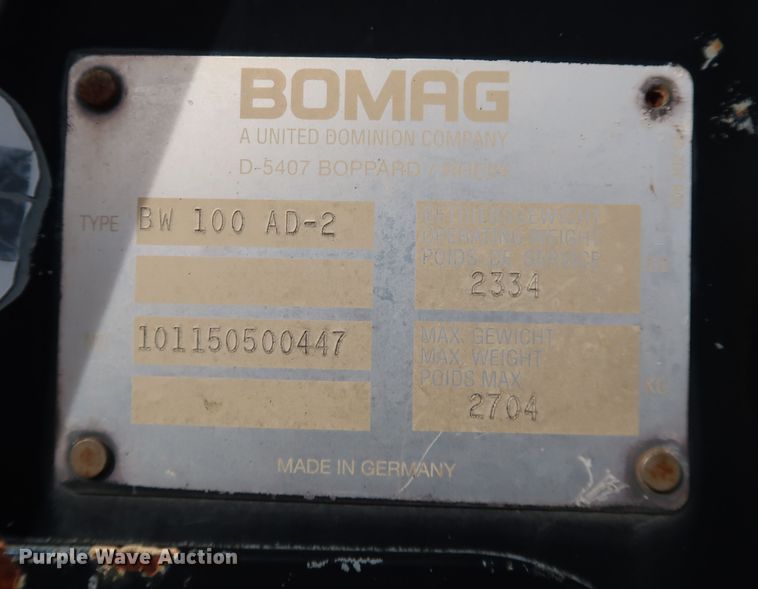 BOMAG
A UNITED DOMINION COMPANY
D-5407 BOPPARD / RHEIN
TYPE BW 100 AD-2
BETRIEBSGEWICHT
OPERATING WEIGHT
POIDS DE SERVICE
2334
101150500447
MAX. GEWICHT
MAX. WEIGHT
POIDS MAX.
2704
KG
MADE IN GERMANY
Purple Wave Auction